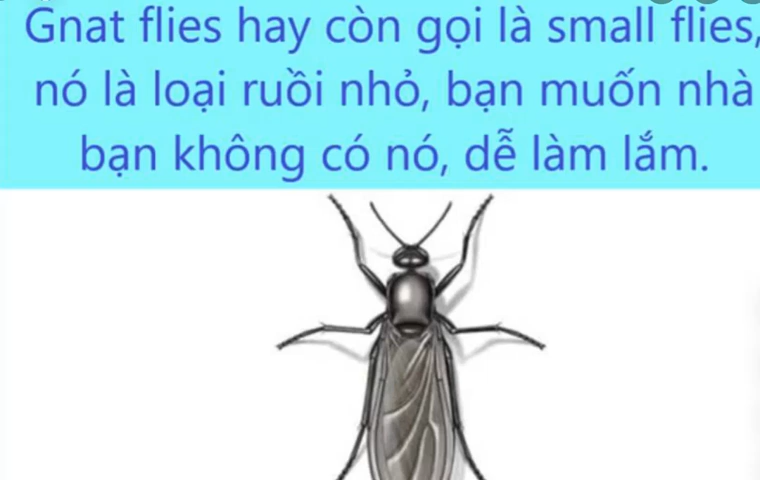 Gnat flies hay còn gọi là small flies,
nó là loại ruồi nhỏ, bạn muốn nhà
bạn không có nó, dễ làm lắm.